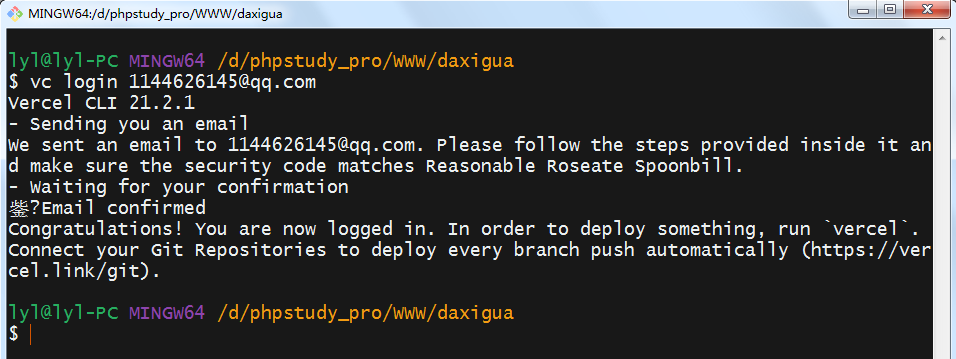 MINGW64:/d/phpstudy_pro/WWW/daxigua
lyl@lyl-PC MINGW64 /d/phpstudy_pro/WWW/daxigua
$ vc login 1144626145@qq.com
Vercel CLI 21.2.1
- Sending you an email
We sent an email to 1144626145@qq.com. Please follow the steps provided inside it an
d make sure the security code matches Reasonable Roseate Spoonbill.
- Waiting for your confirmation
鈭?Email confirmed
Congratulations! You are now logged in. In order to deploy something, run `vercel`.
Connect your Git Repositories to deploy every branch push automatically (https://ver
cel.link/git).
lyl@lyl-PC MINGW64 /d/phpstudy_pro/WWW/daxigua
$